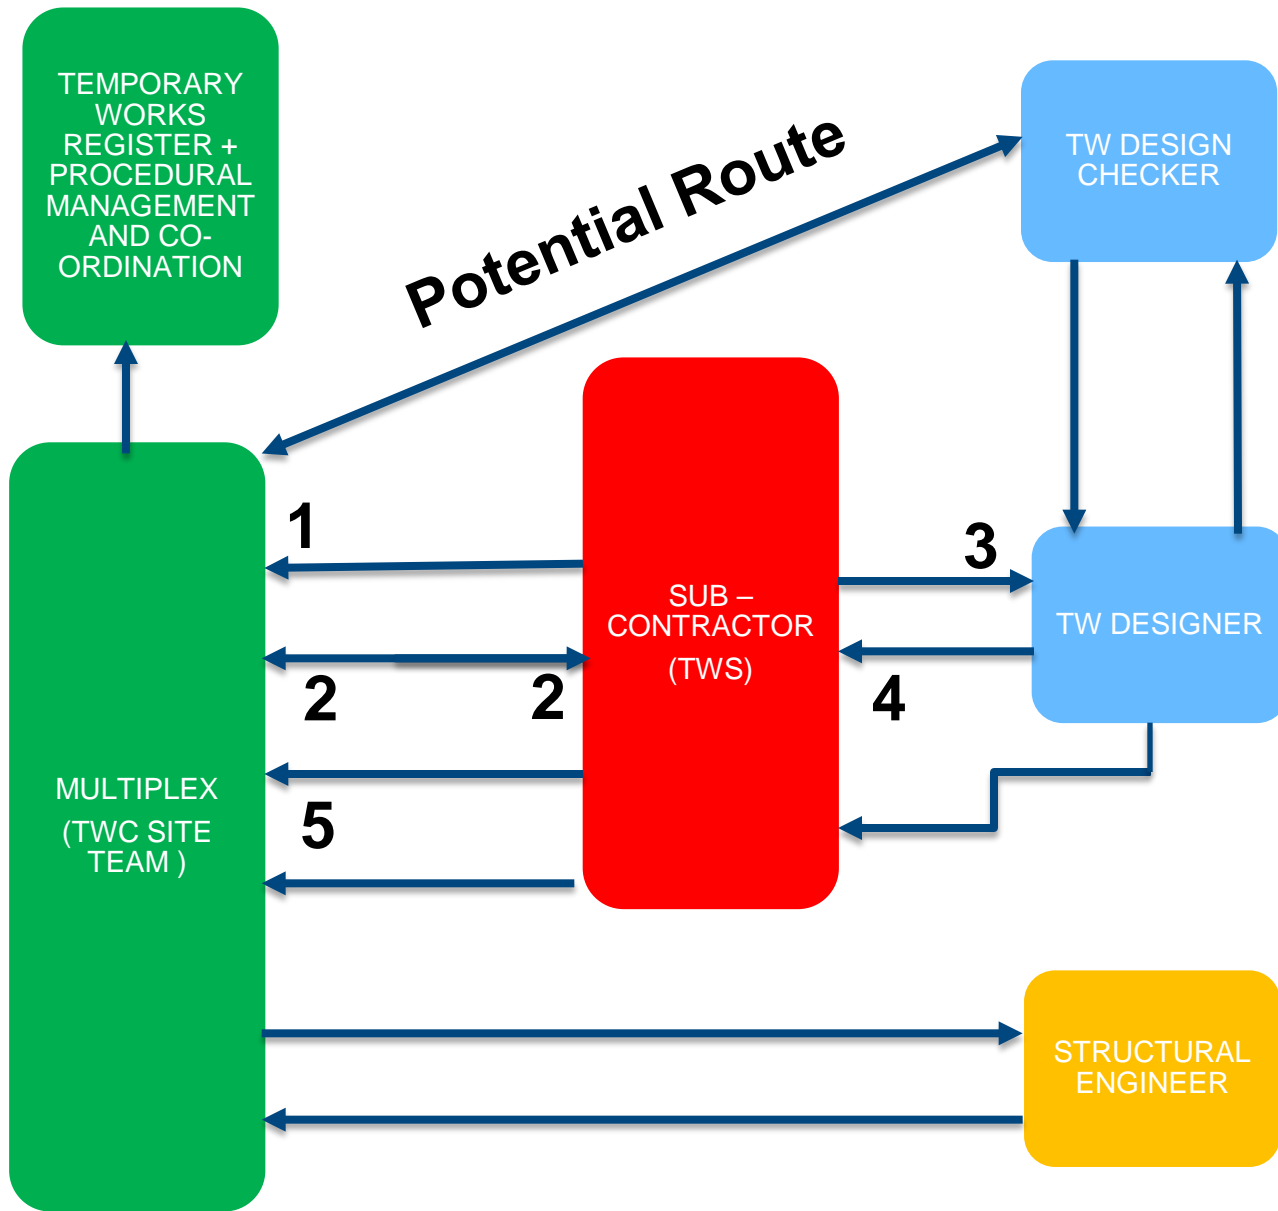 TEMPORARY
WORKS
REGISTER +
PROCEDURAL
MANAGEMENT
AND CO-
ORDINATION
Potential Route
TW DESIGN
CHECKER
1
2
2
5
SUB –
CONTRACTOR
(TWS)
3
4
TW DESIGNER
MULTIPLEX
(TWC SITE
TEAM )
STRUCTURAL
ENGINEER